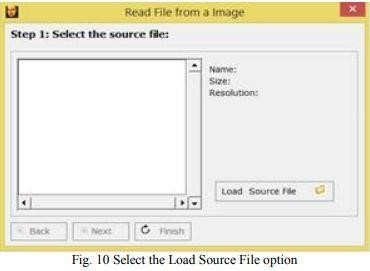 Read File from a Image
Step 1: Select the source file:
Name:
Size:
Resolution:
Load Source File
Back
Next
Finish
Fig. 10 Select the Load Source File option